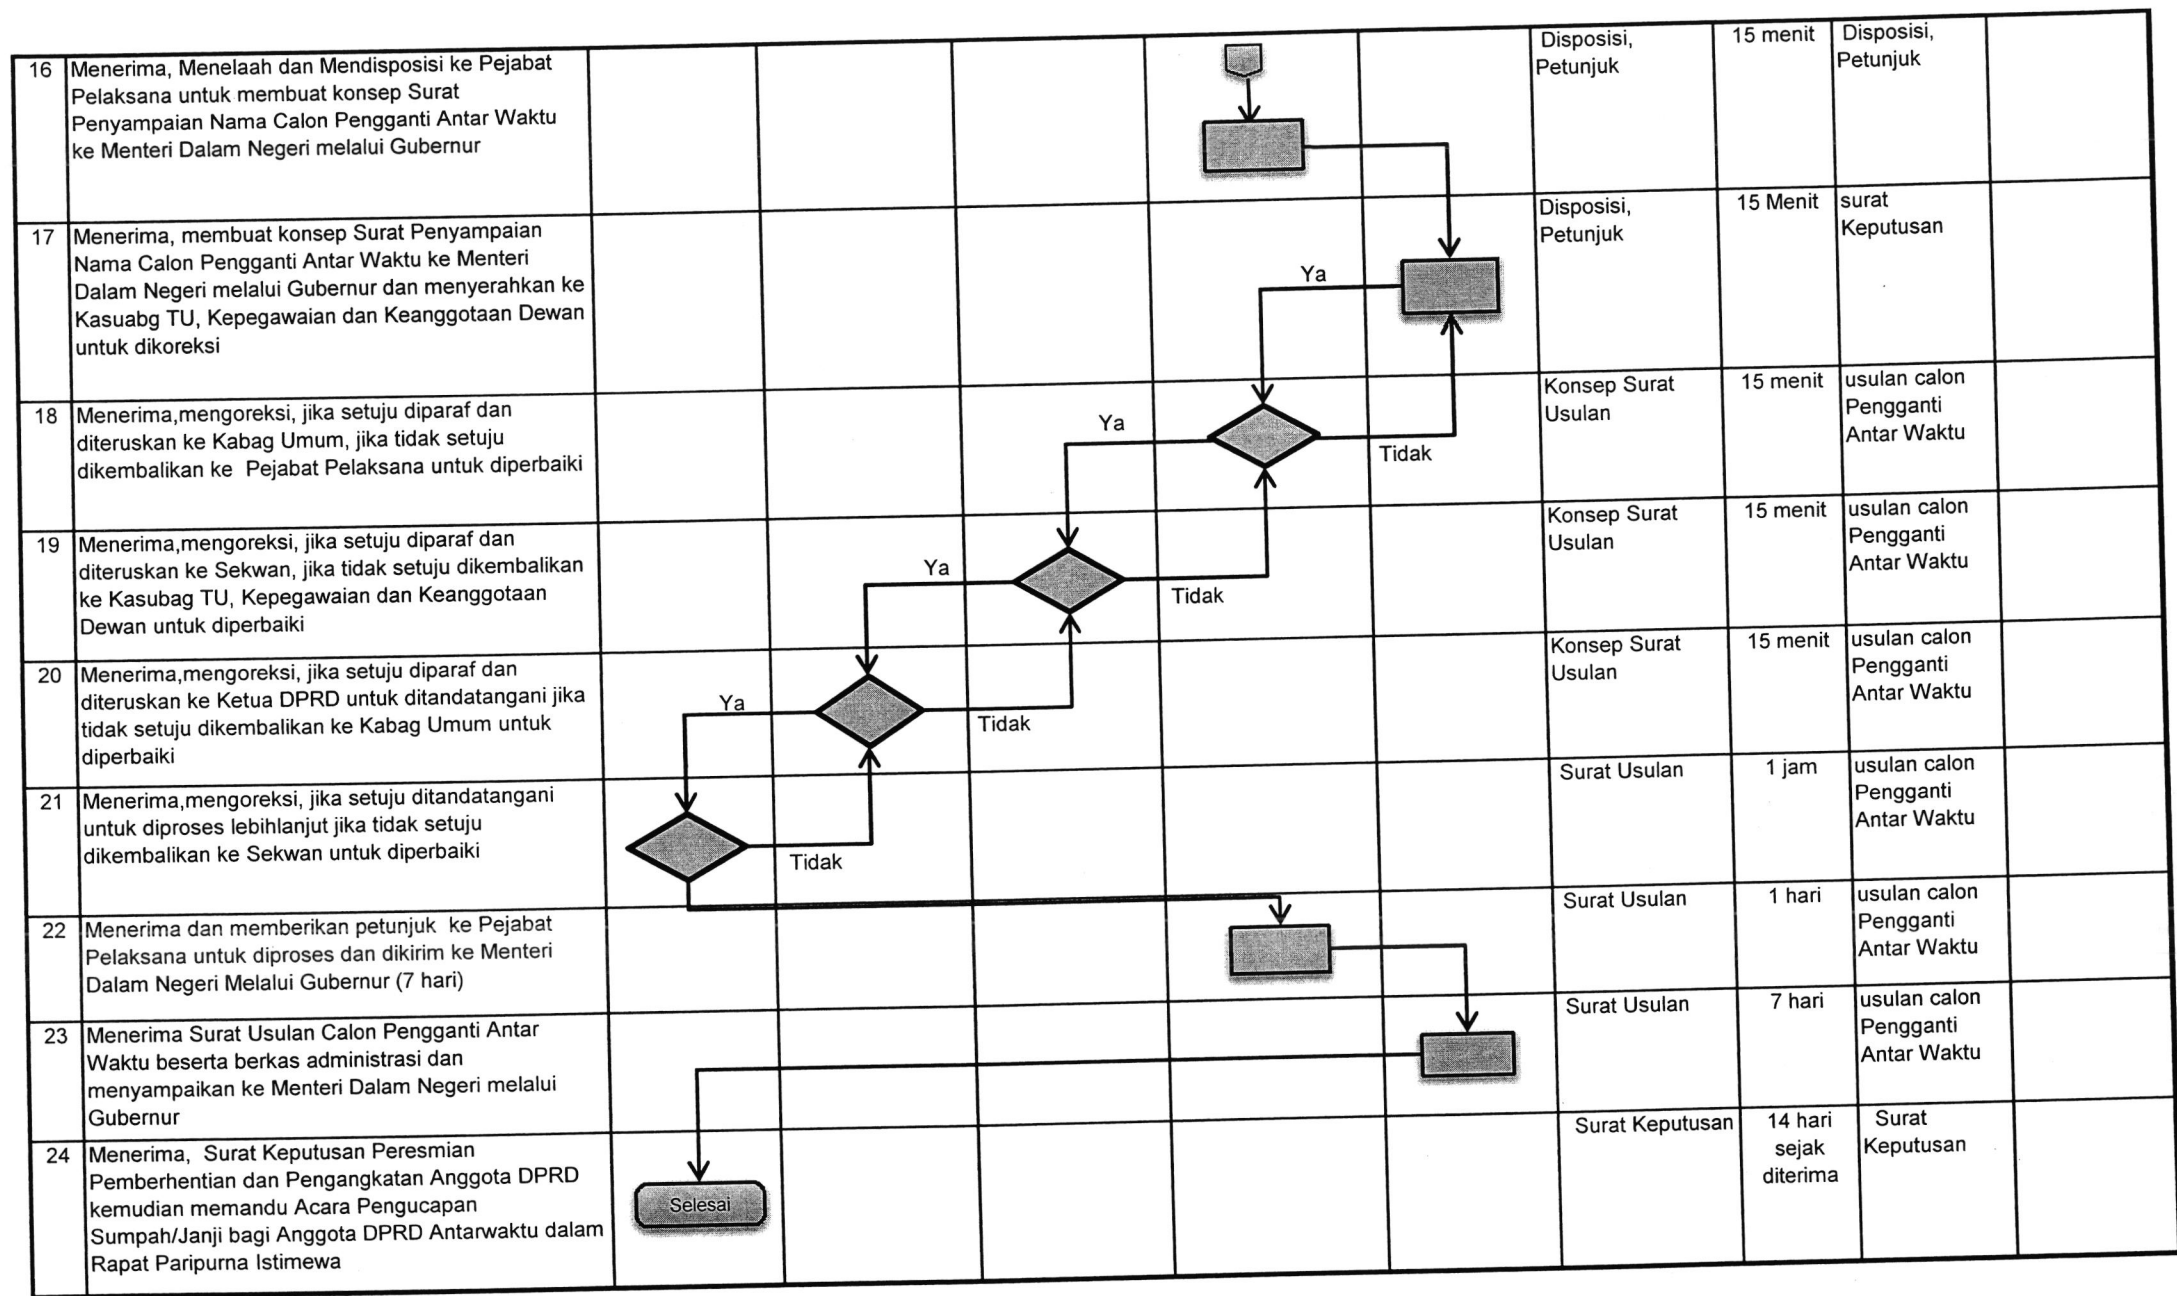 16
Menerima, Menelaah dan Mendisposisi ke Pejabat
Pelaksana untuk membuat konsep Surat
Penyampaian Nama Calon Pengganti Antar Waktu
ke Menteri Dalam Negeri melalui Gubernur
Disposisi,
Petunjuk
15 menit
Disposisi,
Petunjuk
17
Menerima, membuat konsep Surat Penyampaian
Nama Calon Pengganti Antar Waktu ke Menteri
Dalam Negeri melalui Gubernur dan menyerahkan ke
Kasuabg TU, Kepegawaian dan Keanggotaan Dewan
untuk dikoreksi
Ya
Disposisi,
Petunjuk
15 Menit
surat
Keputusan
18
Menerima,mengoreksi, jika setuju diparaf dan
diteruskan ke Kabag Umum, jika tidak setuju
dikembalikan ke  Pejabat Pelaksana untuk diperbaiki
Ya
Tidak
Konsep Surat
Usulan
15 menit
usulan calon
Pengganti
Antar Waktu
19
Menerima,mengoreksi, jika setuju diparaf dan
diteruskan ke Sekwan, jika tidak setuju dikembalikan
ke Kasubag TU, Kepegawaian dan Keanggotaan
Dewan untuk diperbaiki
Ya
Tidak
Konsep Surat
Usulan
15 menit
usulan calon
Pengganti
Antar Waktu
20
Menerima,mengoreksi, jika setuju diparaf dan
diteruskan ke Ketua DPRD untuk ditandatangani jika
tidak setuju dikembalikan ke Kabag Umum untuk
diperbaiki
Ya
Tidak
Konsep Surat
Usulan
15 menit
usulan calon
Pengganti
Antar Waktu
21
Menerima,mengoreksi, jika setuju ditandatangani
untuk diproses lebihlanjut jika tidak setuju
dikembalikan ke Sekwan untuk diperbaiki
Tidak
Surat Usulan
1 jam
usulan calon
Pengganti
Antar Waktu
22
Menerima dan memberikan petunjuk  ke Pejabat
Pelaksana untuk diproses dan dikirim ke Menteri
Dalam Negeri Melalui Gubernur (7 hari)
Surat Usulan
1 hari
usulan calon
Pengganti
Antar Waktu
23
Menerima Surat Usulan Calon Pengganti Antar
Waktu beserta berkas administrasi dan
menyampaikan ke Menteri Dalam Negeri melalui
Gubernur
Surat Usulan
7 hari
usulan calon
Pengganti
Antar Waktu
24
Menerima,  Surat Keputusan Peresmian
Pemberhentian dan Pengangkatan Anggota DPRD
kemudian memandu Acara Pengucapan
Sumpah/Janji bagi Anggota DPRD Antarwaktu dalam
Rapat Paripurna Istimewa
Selesai
Surat Keputusan
14 hari
sejak
diterima
Surat
Keputusan